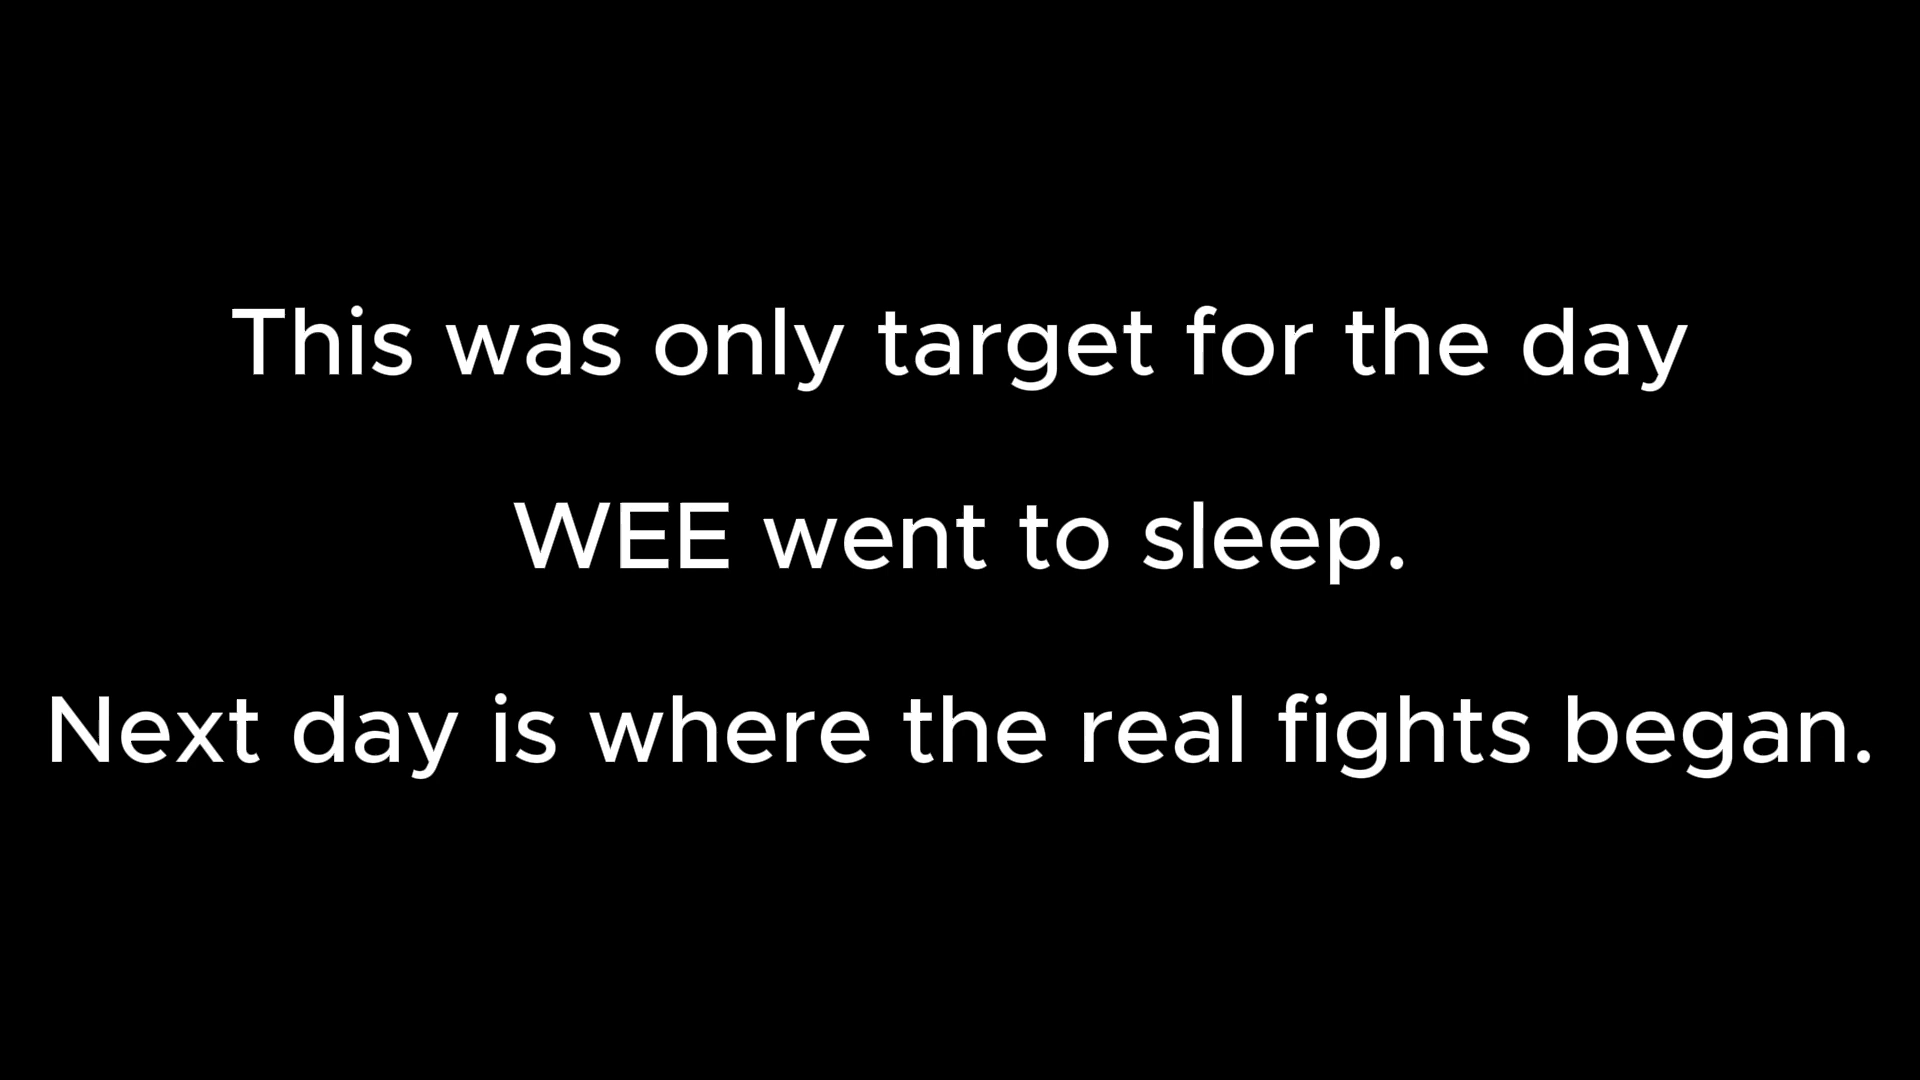 This was only target for the day
WEE went to sleep.
Next day is where the real fights began.